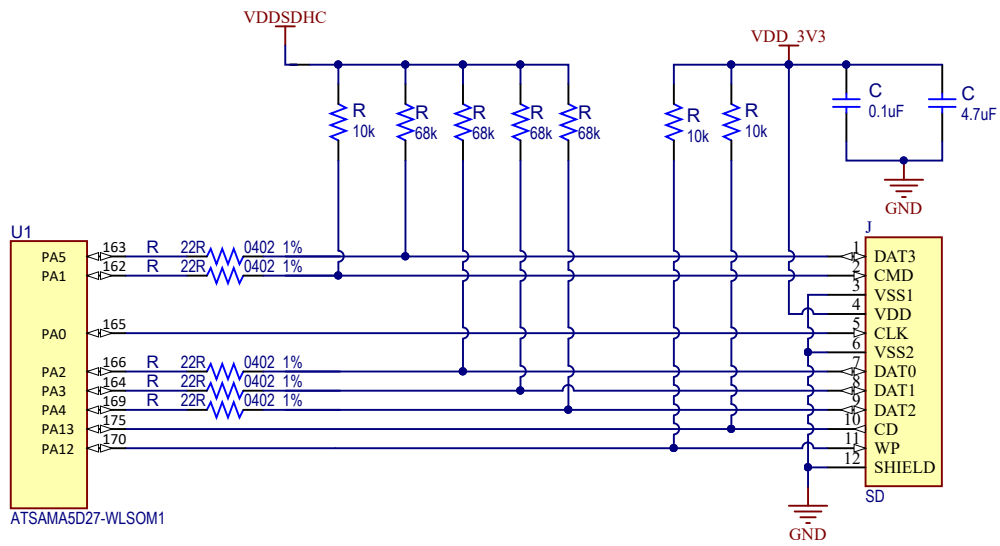 VDDSDHC
VDD_3V3
R
10k
R
68k
R
68k
R
68k
R
68k
R
10k
R
10k
C
0.1uF
C
4.7uF
GND
U1
J
PA5 163 R 22R 0402 1% 1 DAT3
PA1 162 R 22R 0402 1% 2 CMD
3 VSS1
4 VDD
PA0 165 5 CLK
6 VSS2
PA2 166 R 22R 0402 1% 7 DAT0
PA3 164 R 22R 0402 1% 8 DAT1
PA4 169 R 22R 0402 1% 9 DAT2
PA13 175 10 CD
PA12 170 11 WP
12 SHIELD
SD
ATSAMA5D27-WLSOM1
GND